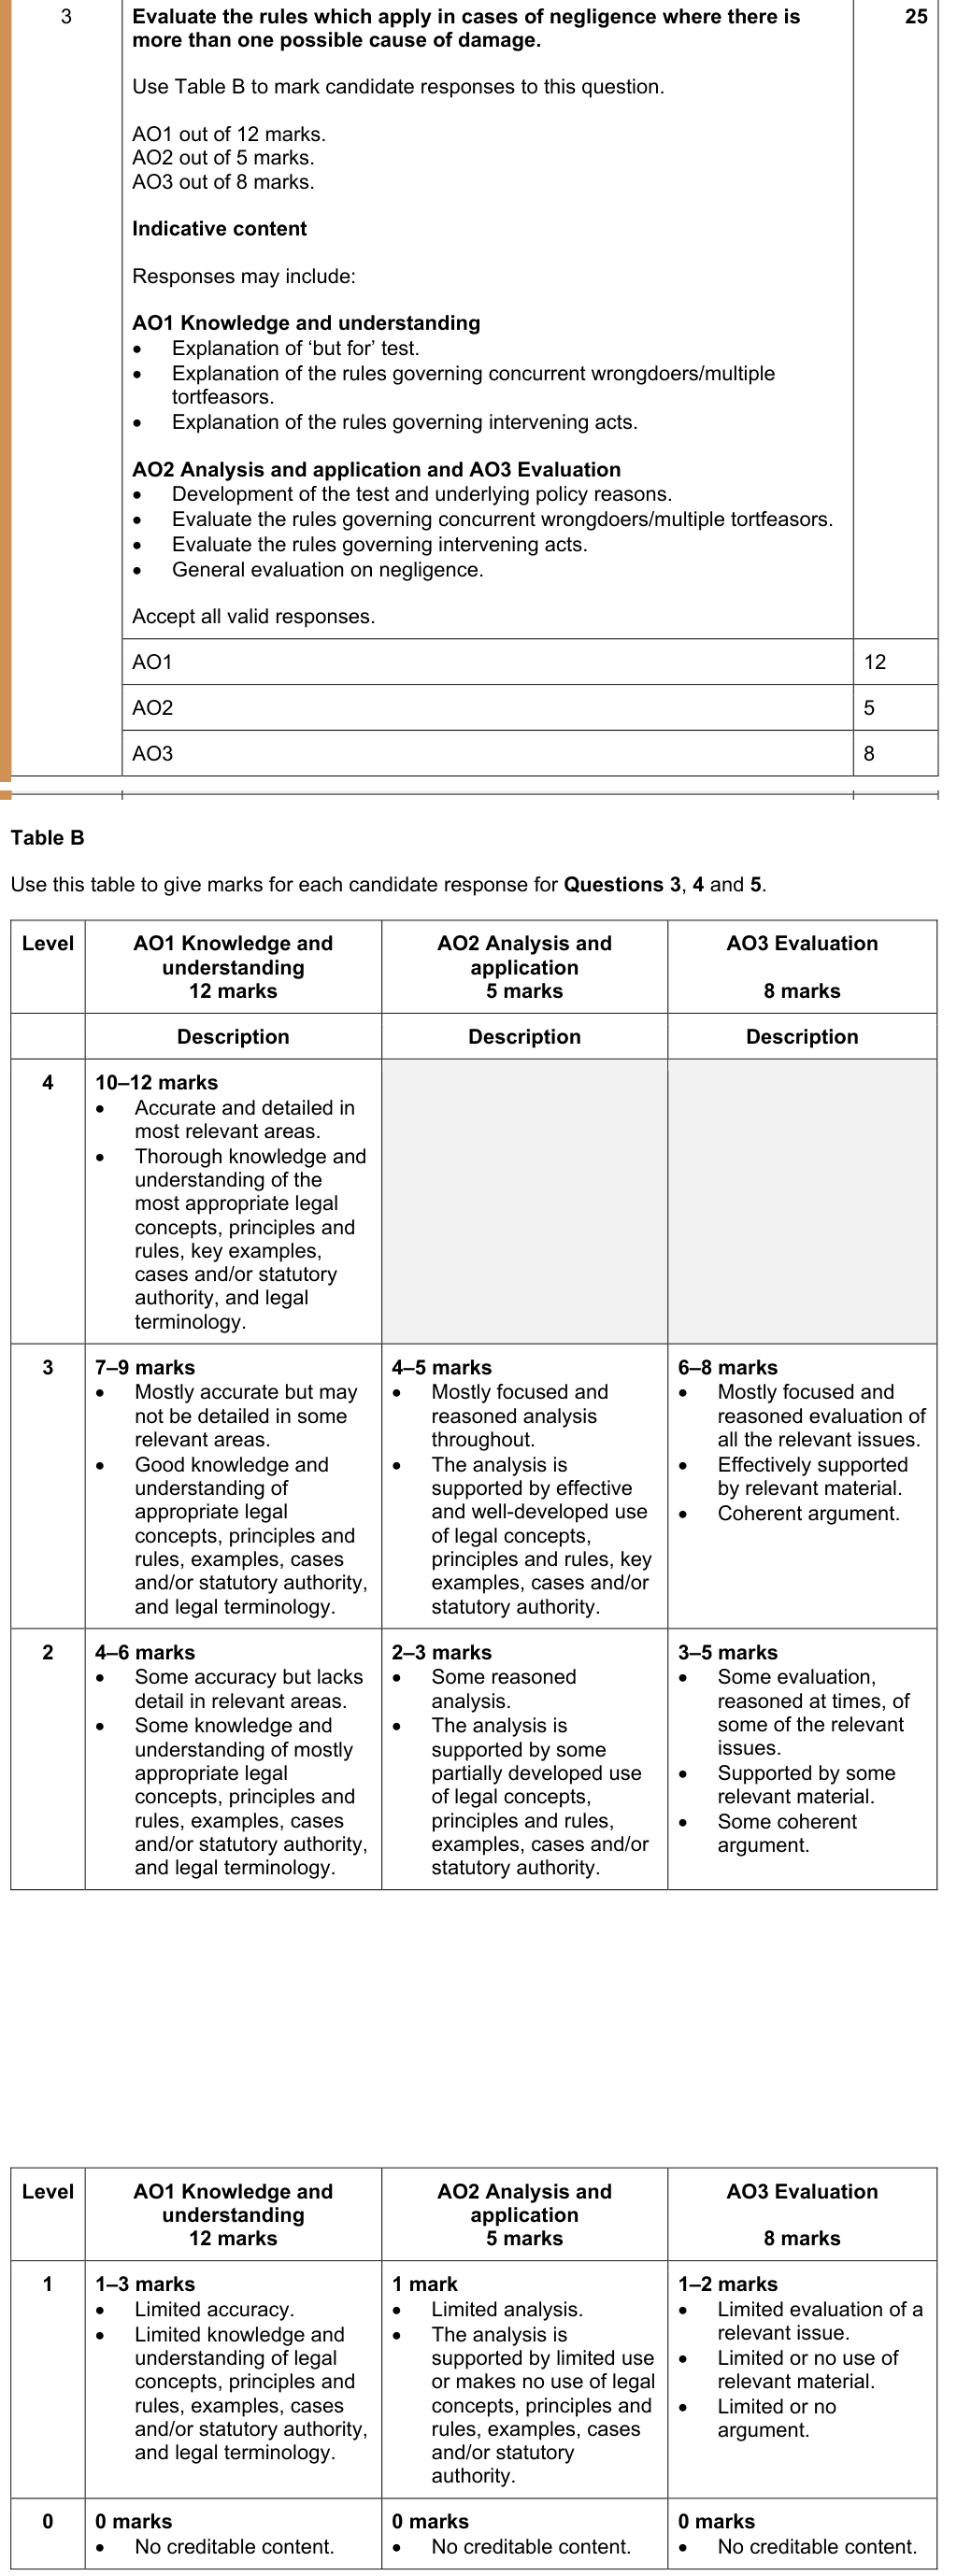 3
Evaluate the rules which apply in cases of negligence where there is
more than one possible cause of damage.
25
Use Table B to mark candidate responses to this question.
AO1 out of 12 marks.
AO2 out of 5 marks.
AO3 out of 8 marks.
Indicative content
Responses may include:
AO1 Knowledge and understanding
• Explanation of ‘but for’ test.
• Explanation of the rules governing concurrent wrongdoers/multiple
tortfeasors.
• Explanation of the rules governing intervening acts.
AO2 Analysis and application and AO3 Evaluation
• Development of the test and underlying policy reasons.
• Evaluate the rules governing concurrent wrongdoers/multiple tortfeasors.
• Evaluate the rules governing intervening acts.
• General evaluation on negligence.
Accept all valid responses.
AO1 12
AO2 5
AO3 8
Table B
Use this table to give marks for each candidate response for Questions 3, 4 and 5.
Level
AO1 Knowledge and
understanding
12 marks
AO2 Analysis and
application
5 marks
AO3 Evaluation
8 marks
Description
Description
Description
4
10–12 marks
• Accurate and detailed in
most relevant areas.
• Thorough knowledge and
understanding of the
most appropriate legal
concepts, principles and
rules, key examples,
cases and/or statutory
authority, and legal
terminology.
3
7–9 marks
• Mostly accurate but may
not be detailed in some
relevant areas.
• Good knowledge and
understanding of
appropriate legal
concepts, principles and
rules, examples, cases
and/or statutory authority,
and legal terminology.
4–5 marks
• Mostly focused and
reasoned analysis
throughout.
• The analysis is
supported by effective
and well-developed use
of legal concepts,
principles and rules, key
examples, cases and/or
statutory authority.
6–8 marks
• Mostly focused and
reasoned evaluation of
all the relevant issues.
• Effectively supported
by relevant material.
• Coherent argument.
2
4–6 marks
• Some accuracy but lacks
detail in relevant areas.
• Some knowledge and
understanding of mostly
appropriate legal
concepts, principles and
rules, examples, cases
and/or statutory authority,
and legal terminology.
2–3 marks
• Some reasoned
analysis.
• The analysis is
supported by some
partially developed use
of legal concepts,
principles and rules,
examples, cases and/or
statutory authority.
3–5 marks
• Some evaluation,
reasoned at times, of
some of the relevant
issues.
• Supported by some
relevant material.
• Some coherent
argument.
Level
AO1 Knowledge and
understanding
12 marks
AO2 Analysis and
application
5 marks
AO3 Evaluation
8 marks
1
1–3 marks
• Limited accuracy.
• Limited knowledge and
understanding of legal
concepts, principles and
rules, examples, cases
and/or statutory authority,
and legal terminology.
1 mark
• Limited analysis.
• The analysis is
supported by limited use
or makes no use of legal
concepts, principles and
rules, examples, cases
and/or statutory
authority.
1–2 marks
• Limited evaluation of a
relevant issue.
• Limited or no use of
relevant material.
• Limited or no
argument.
0
0 marks
• No creditable content.
0 marks
• No creditable content.
0 marks
• No creditable content.